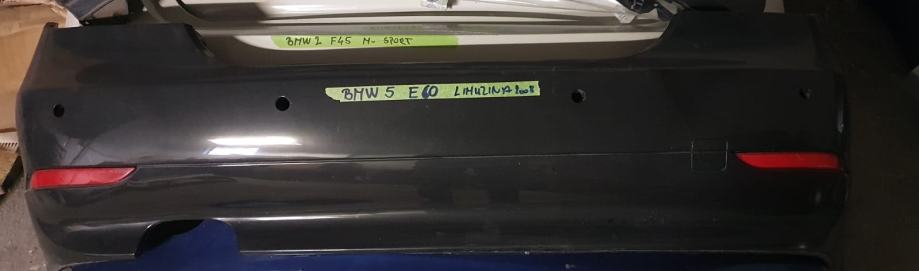 BMW 2 F45 M- SPORT
BMW 5 E60 LIMUZINA 2008